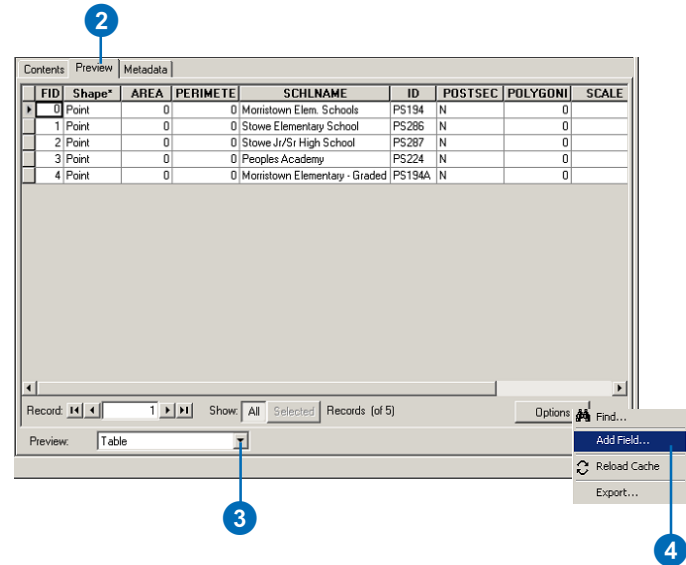 2
Contents Preview Metadata
FID Shape* AREA PERIMETE SCHLNAME ID POSTSEC POLYGONI SCALE
0 Point 0 0 Morristown Elem. Schools PS194 N 0
1 Point 0 0 Stowe Elementary School PS286 N 0
2 Point 0 0 Stowe Jr/Sr High School PS287 N 0
3 Point 0 0 Peoples Academy PS224 N 0
4 Point 0 0 Morristown Elementary - Graded PS194A N 0
Record: 1 Show: All Selected Records (of 5) Options
Find...
Preview: Table
Add Field...
Reload Cache
Export...
3
4